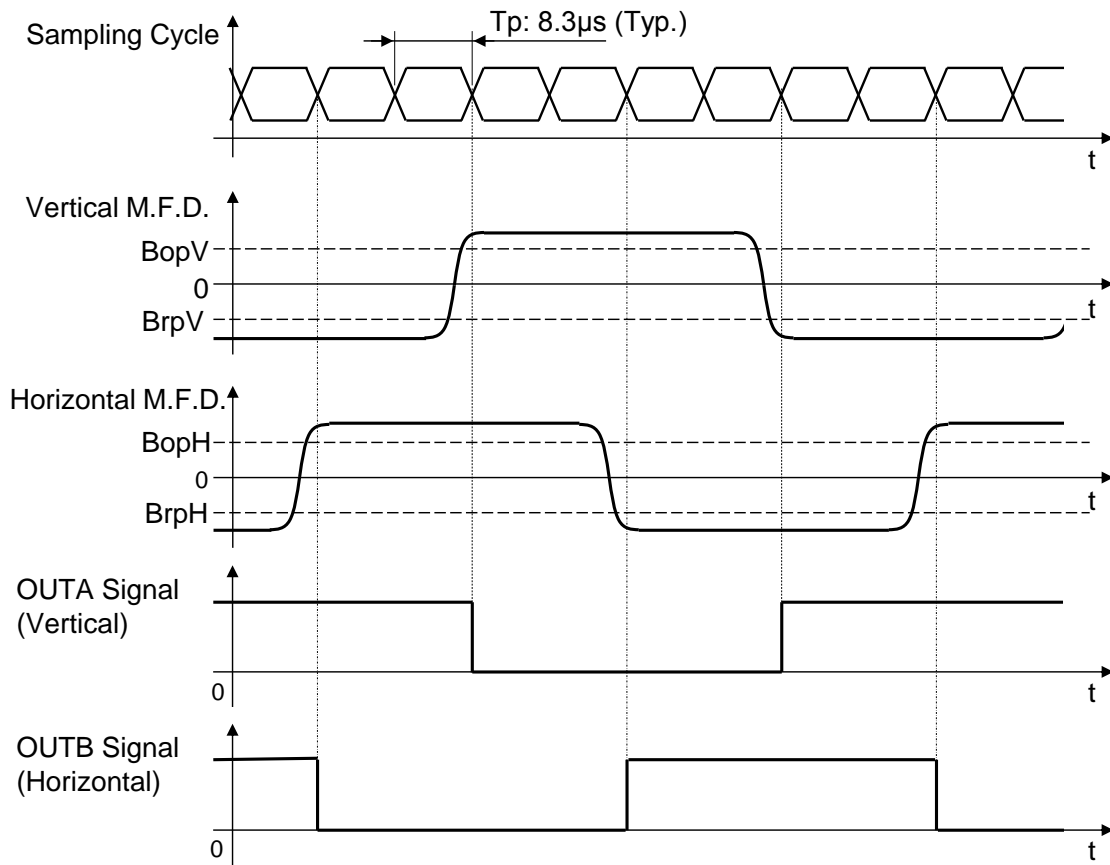 Tp: 8.3µs (Typ.)
Sampling Cycle
t
Vertical M.F.D.
BopV
0
t
BrpV
Horizontal M.F.D.
BopH
0
t
BrpH
OUTA Signal
(Vertical)
0
t
OUTB Signal
(Horizontal)
0
t